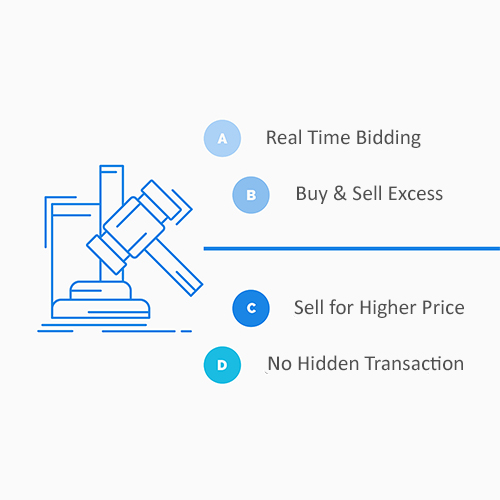 A Real Time Bidding
B Buy & Sell Excess
C Sell for Higher Price
D No Hidden Transaction